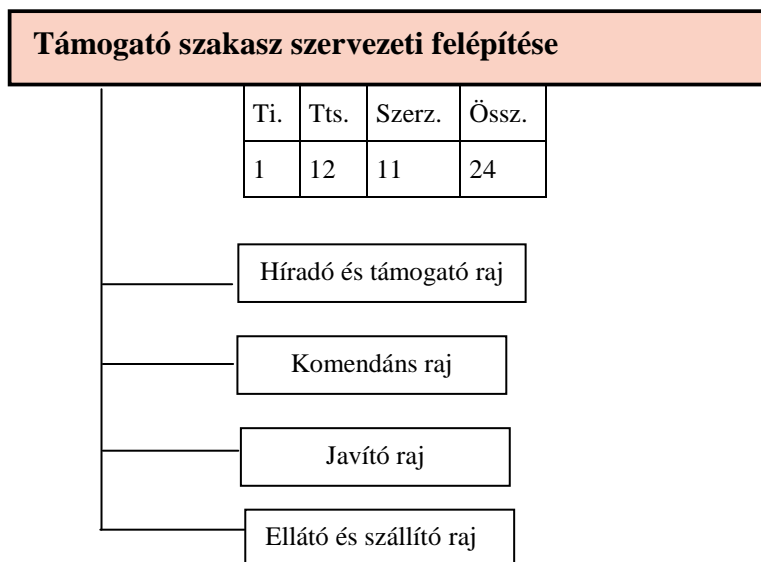 Támogató szakasz szervezeti felépítése
Ti. Tts. Szerz. Össz.
1 12 11 24
Híradó és támogató raj
Komendáns raj
Javító raj
Ellátó és szállító raj